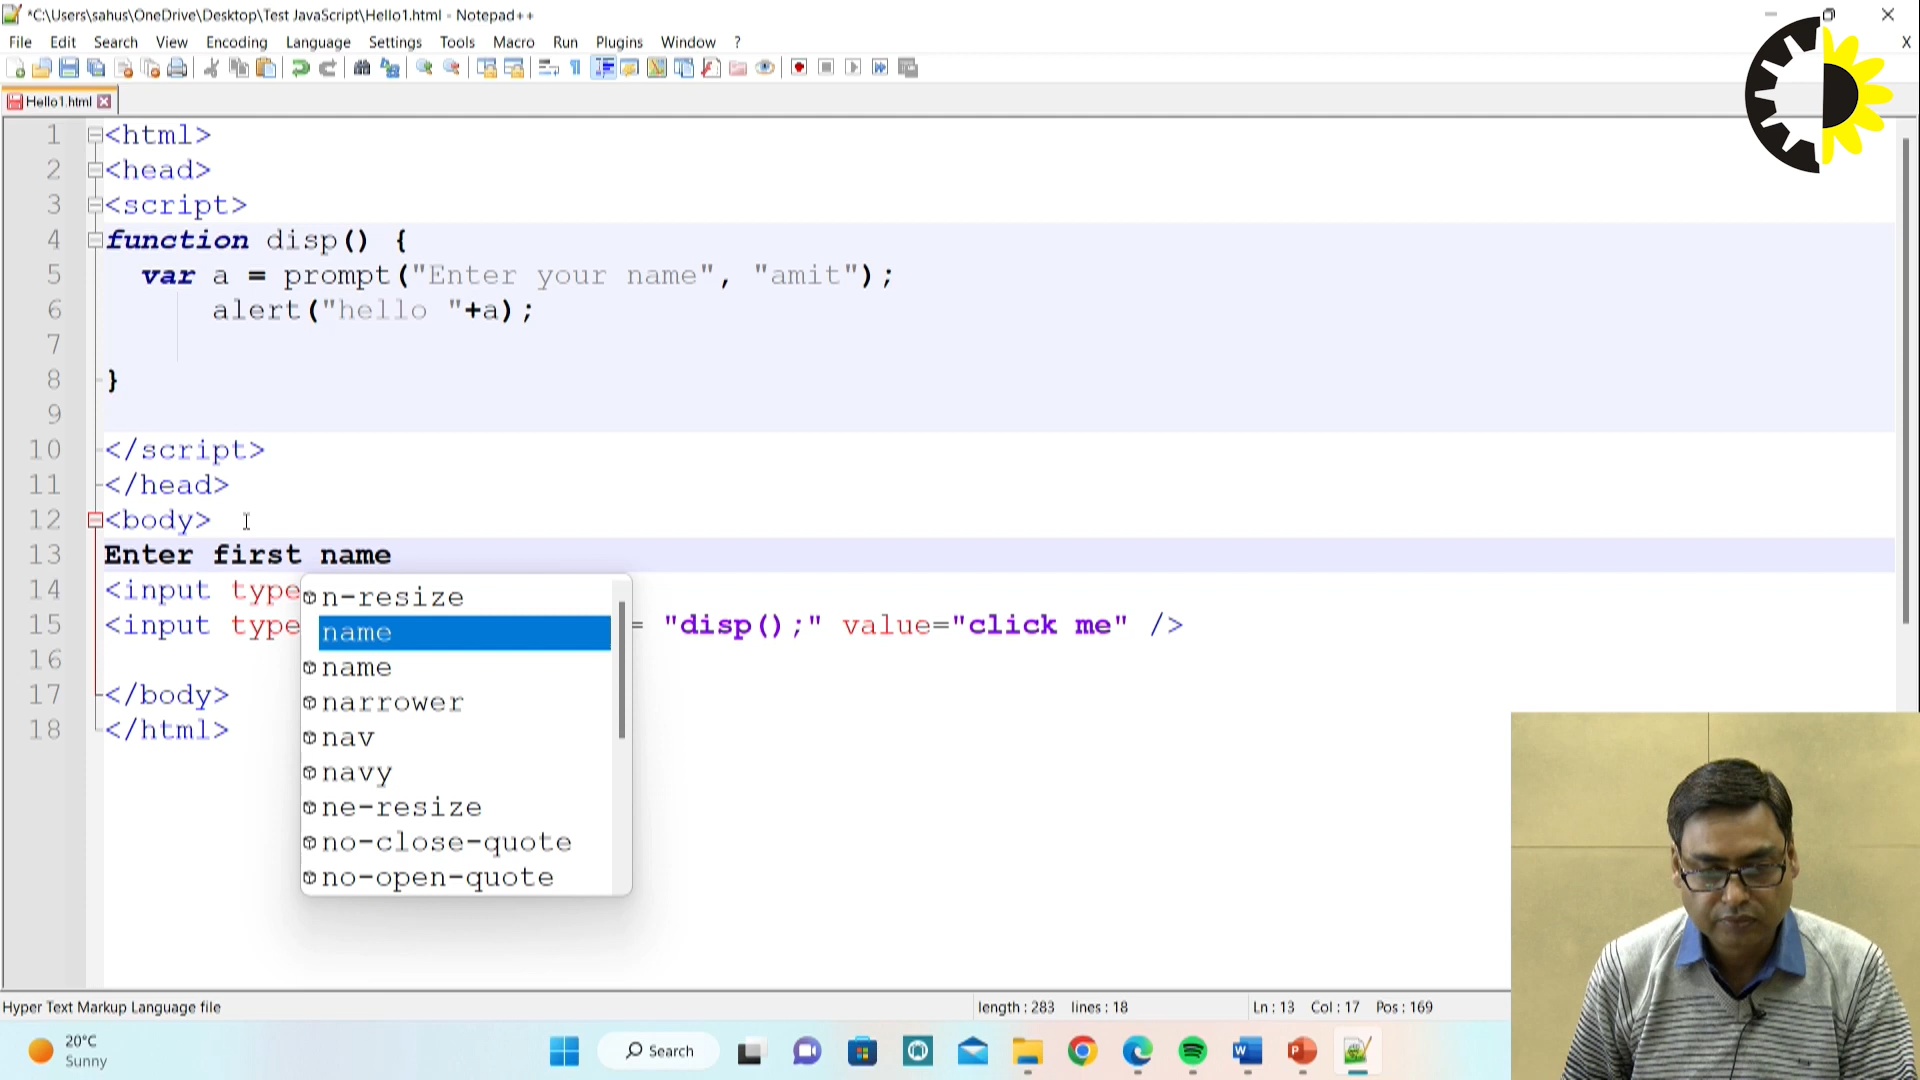 *C:\Users\sahus\OneDrive\Desktop\Test JavaScript\Hello1.html - Notepad++
File Edit Search View Encoding Language Settings Tools Macro Run Plugins Window ? X
Hello1.html
1 <html>
2 <head>
3 <script>
4 function disp() {
5 var a = prompt("Enter your name", "amit");
6 alert("hello "+a);
7
8 }
9
10 </script>
11 </head>
12 <body>
13 Enter first name
14 <input type
15 <input type = "disp();" value="click me" />
16
17 </body>
18 </html>
n-resize
name
name
narrower
nav
navy
ne-resize
no-close-quote
no-open-quote
Hyper Text Markup Language file length : 283 lines : 18 Ln : 13 Col : 17 Pos : 169
20°C
Sunny
Search